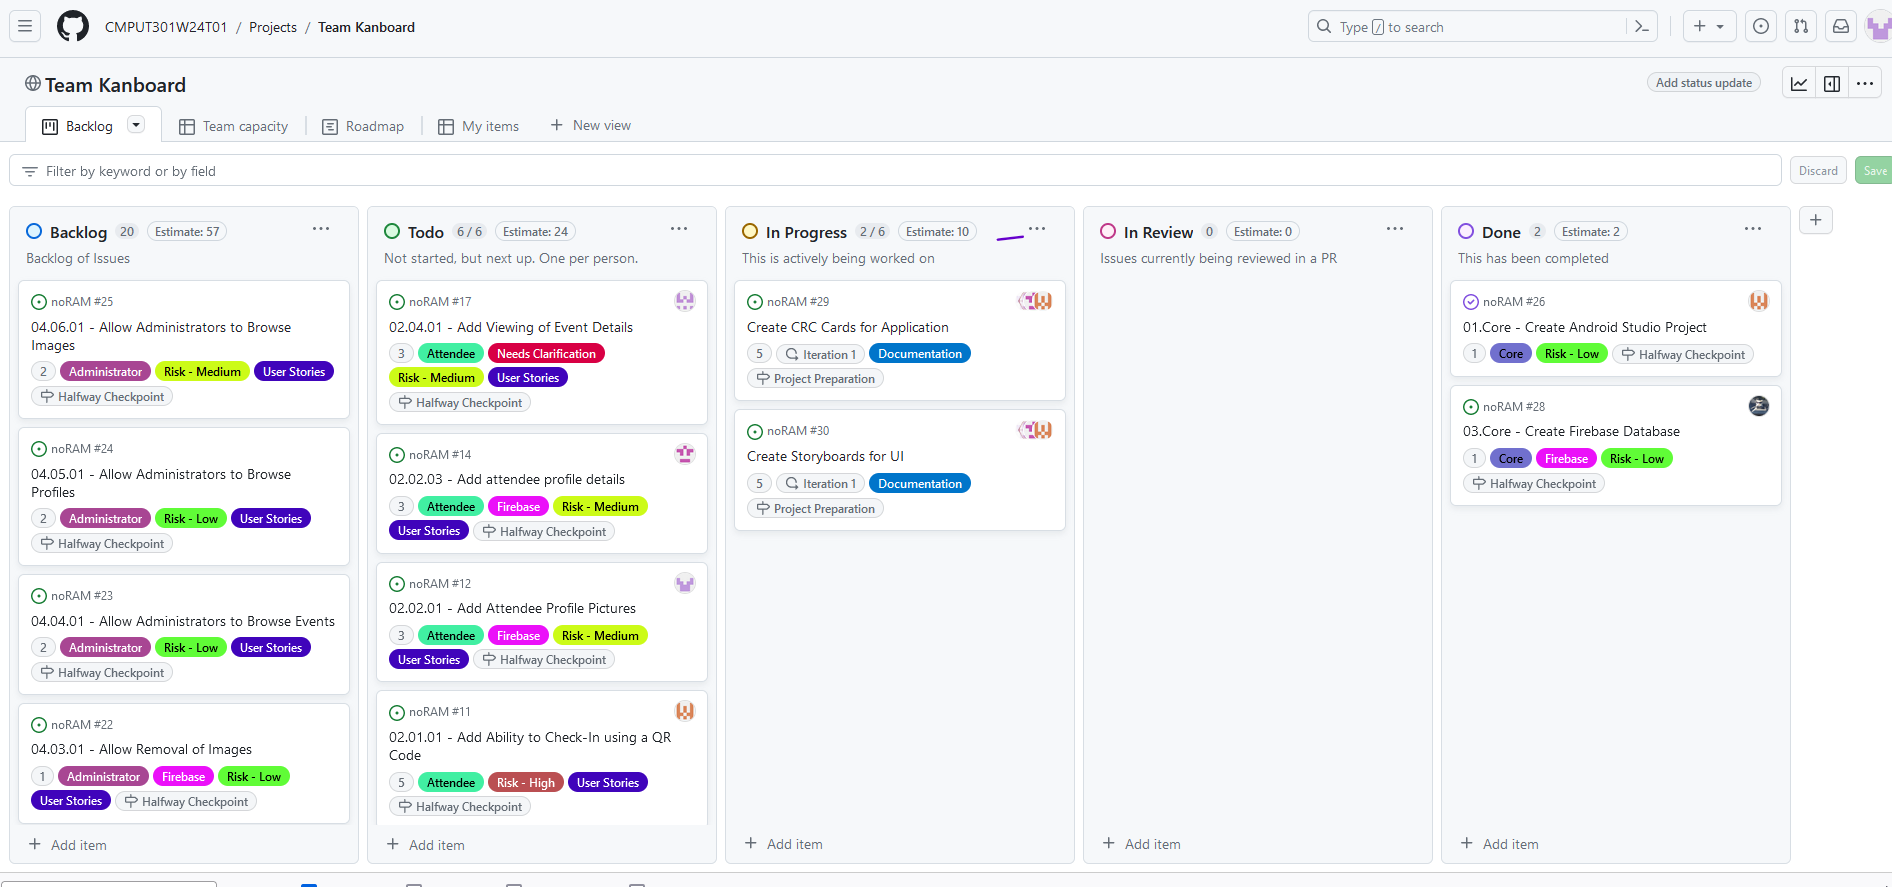 CMPUT301W24T01 / Projects / Team Kanboard
Type / to search
Team Kanboard
Add status update
Backlog
Team capacity
Roadmap
My items
New view
Filter by keyword or by field
Discard
Save
Backlog 20 Estimate: 57
Backlog of Issues
noRAM #25
04.06.01 - Allow Administrators to Browse
Images
2 Administrator Risk - Medium User Stories
Halfway Checkpoint
noRAM #24
04.05.01 - Allow Administrators to Browse
Profiles
2 Administrator Risk - Low User Stories
Halfway Checkpoint
noRAM #23
04.04.01 - Allow Administrators to Browse Events
2 Administrator Risk - Low User Stories
Halfway Checkpoint
noRAM #22
04.03.01 - Allow Removal of Images
1 Administrator Firebase Risk - Low
User Stories Halfway Checkpoint
Add item
Todo 6 / 6 Estimate: 24
Not started, but next up. One per person.
noRAM #17
02.04.01 - Add Viewing of Event Details
3 Attendee Needs Clarification
Risk - Medium User Stories
Halfway Checkpoint
noRAM #14
02.02.03 - Add attendee profile details
3 Attendee Firebase Risk - Medium
User Stories Halfway Checkpoint
noRAM #12
02.02.01 - Add Attendee Profile Pictures
3 Attendee Firebase Risk - Medium
User Stories Halfway Checkpoint
noRAM #11
02.01.01 - Add Ability to Check-In using a QR
Code
5 Attendee Risk - High User Stories
Halfway Checkpoint
Add item
In Progress 2 / 6 Estimate: 10
This is actively being worked on
noRAM #29
Create CRC Cards for Application
5 Iteration 1 Documentation
Project Preparation
noRAM #30
Create Storyboards for UI
5 Iteration 1 Documentation
Project Preparation
Add item
In Review 0 Estimate: 0
Issues currently being reviewed in a PR
Add item
Done 2 Estimate: 2
This has been completed
noRAM #26
01.Core - Create Android Studio Project
1 Core Risk - Low Halfway Checkpoint
noRAM #28
03.Core - Create Firebase Database
1 Core Firebase Risk - Low
Halfway Checkpoint
Add item